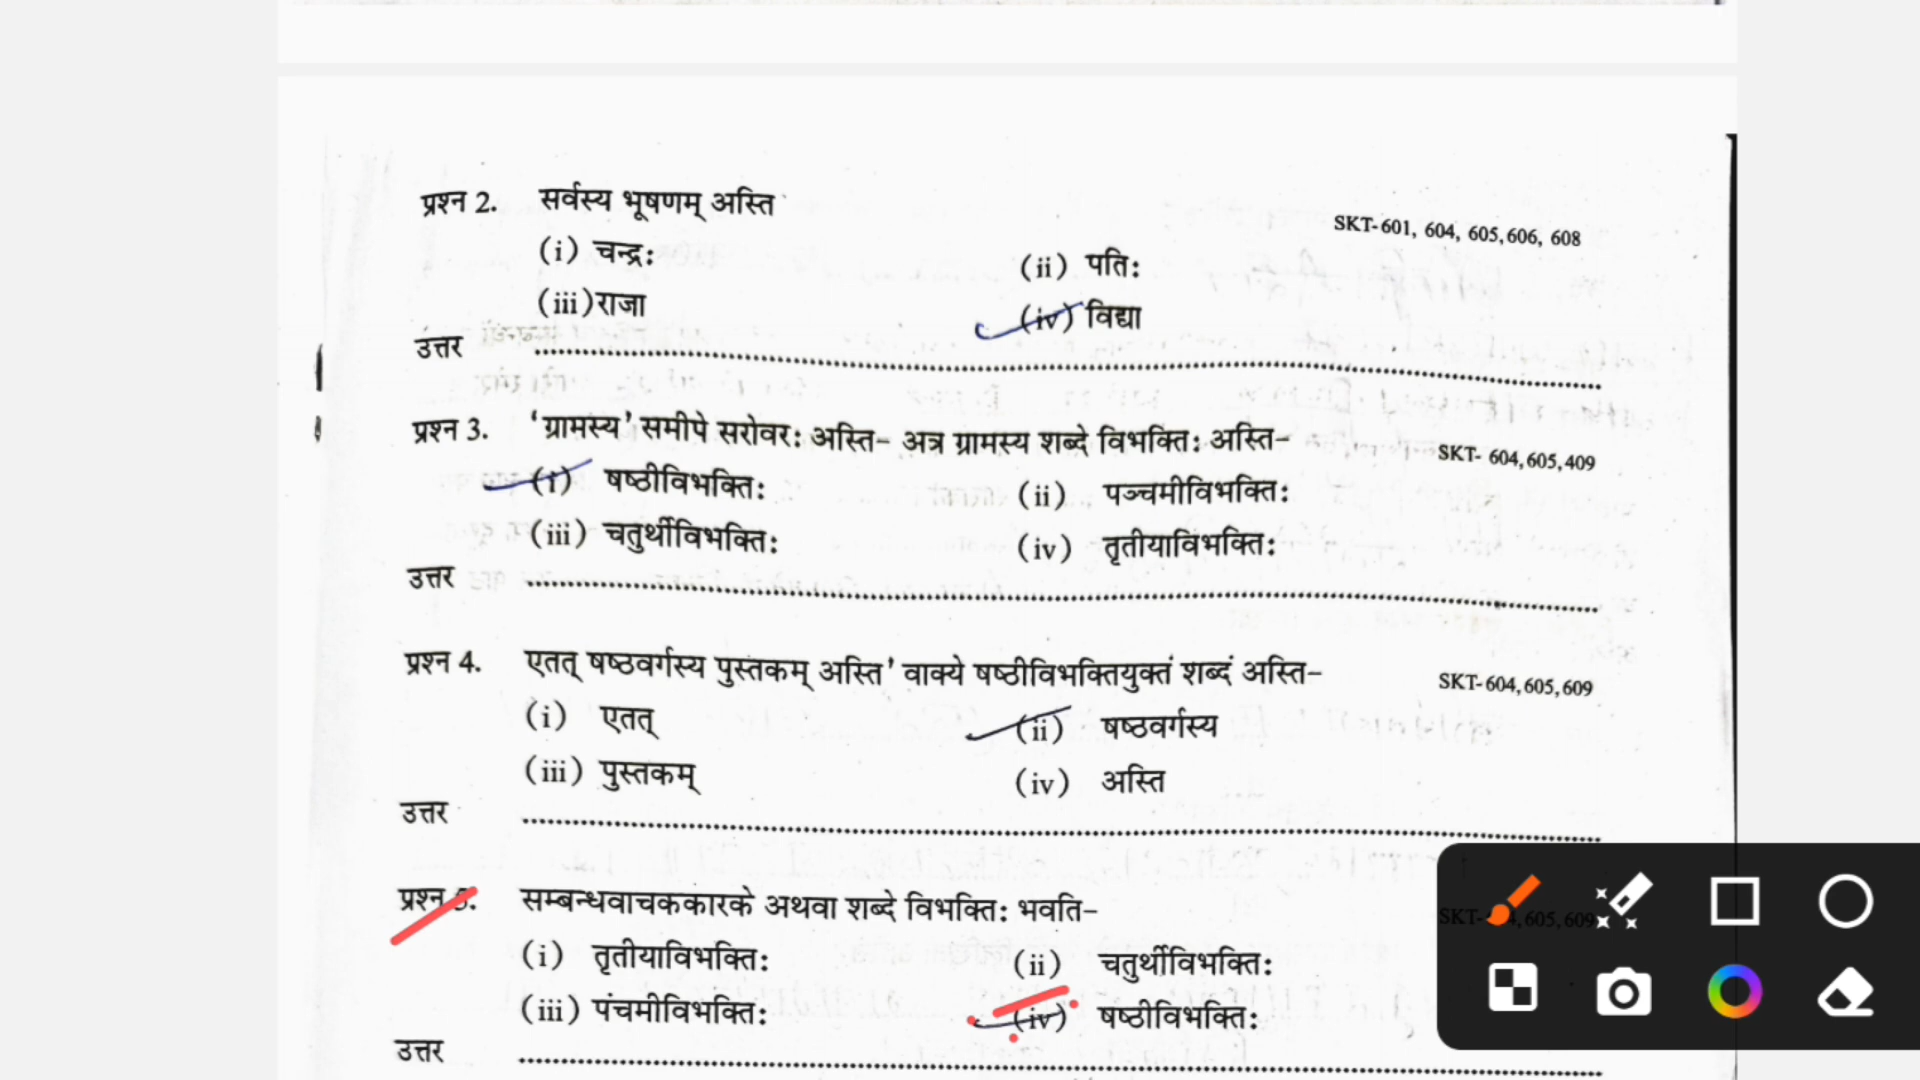 प्रश्न 2. सर्वस्य भूषणम् अस्ति SKT-601, 604, 605,606, 608
(i) चन्द्रः (ii) पतिः
(iii)राजा (iv) विद्या
उत्तर
प्रश्न 3. 'ग्रामस्य' समीपे सरोवरः अस्ति- अत्र ग्रामस्य शब्दे विभक्तिः अस्ति- SKT- 604,605,409
(i) षष्ठीविभक्तिः (ii) पञ्चमीविभक्तिः
(iii) चतुर्थीविभक्तिः (iv) तृतीयाविभक्तिः
उत्तर
प्रश्न 4. एतत् षष्ठवर्गस्य पुस्तकम् अस्ति' वाक्ये षष्ठीविभक्तियुक्तं शब्दं अस्ति- SKT-604,605,609
(i) एतत् (ii) षष्ठवर्गस्य
(iii) पुस्तकम् (iv) अस्ति
उत्तर
प्रश्न 5. सम्बन्धवाचककारके अथवा शब्दे विभक्तिः भवति- ,605,609
(i) तृतीयाविभक्तिः (ii) चतुर्थीविभक्तिः
(iii) पंचमीविभक्तिः (iv) षष्ठीविभक्तिः
उत्तर